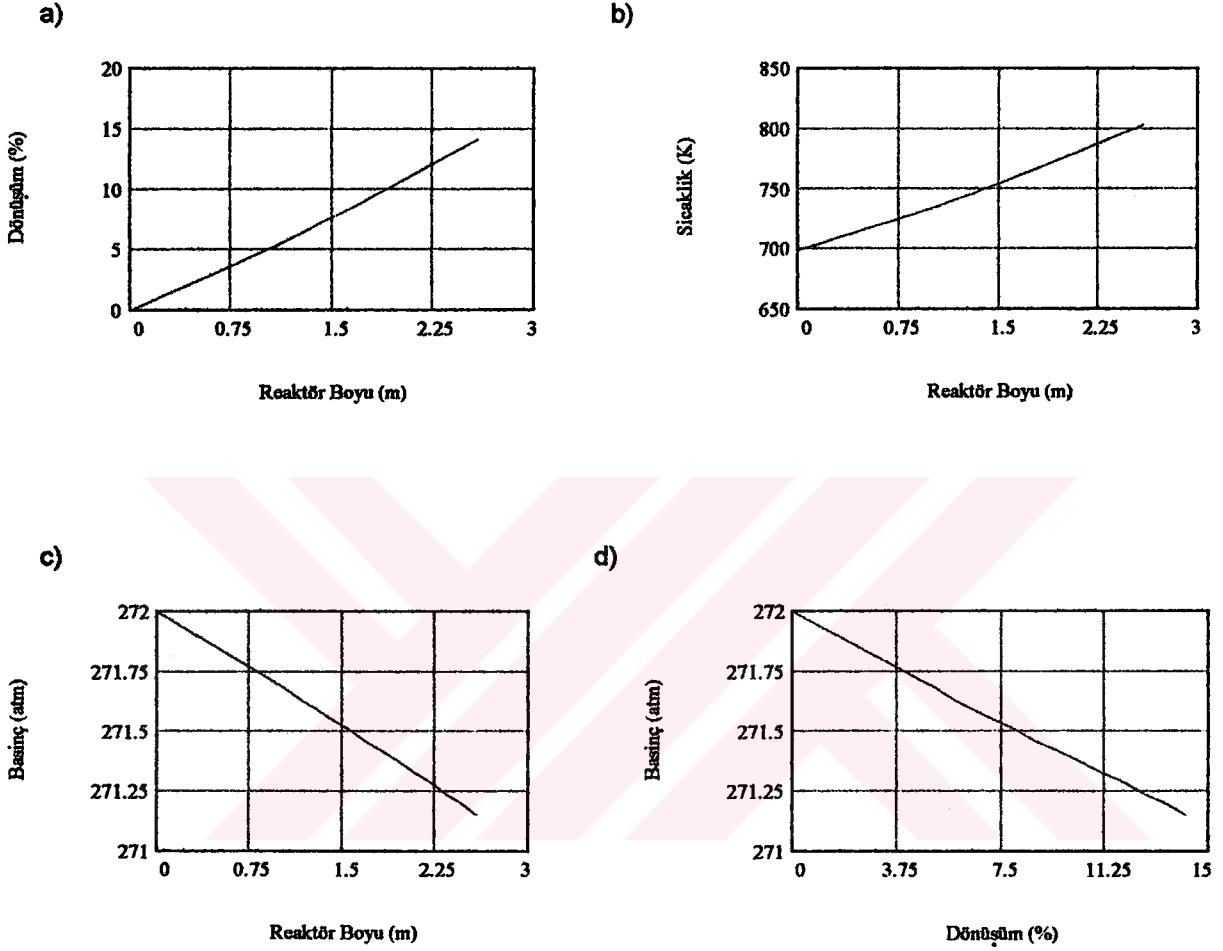 a)
Dönüşüm (%)
20
15
10
5
0
0 0.75 1.5 2.25 3
Reaktör Boyu (m)
b)
Sicaklik (K)
850
800
750
700
650
0 0.75 1.5 2.25 3
Reaktör Boyu (m)
c)
Basinç (atm)
272
271.75
271.5
271.25
271
0 0.75 1.5 2.25 3
Reaktör Boyu (m)
d)
Basinç (atm)
272
271.75
271.5
271.25
271
0 3.75 7.5 11.25 15
Dönüşüm (%)